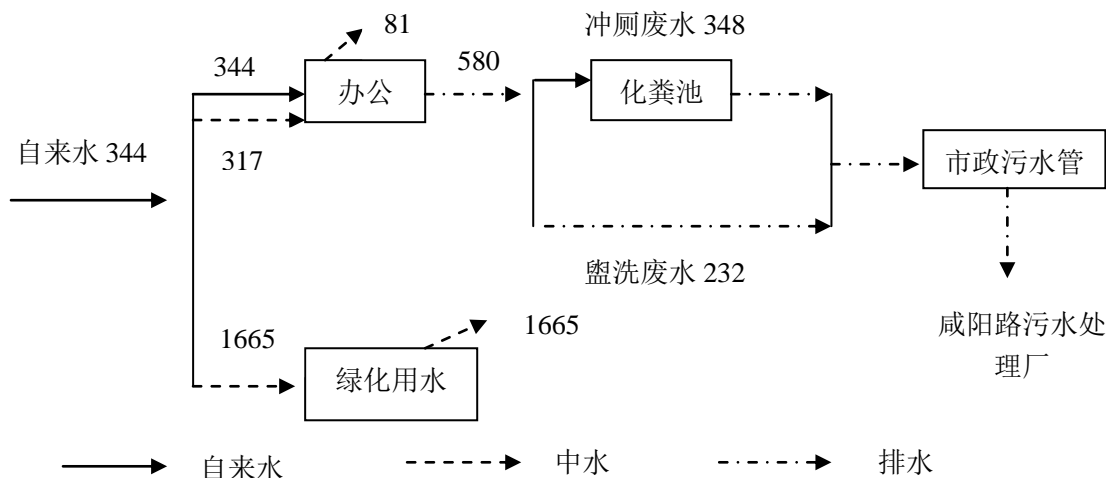 81
冲厕废水 348
344
580
办公
化粪池
自来水 344
317
市政污水管
盥洗废水 232
1665
1665
咸阳路污水处
理厂
绿化用水
自来水
中水
排水